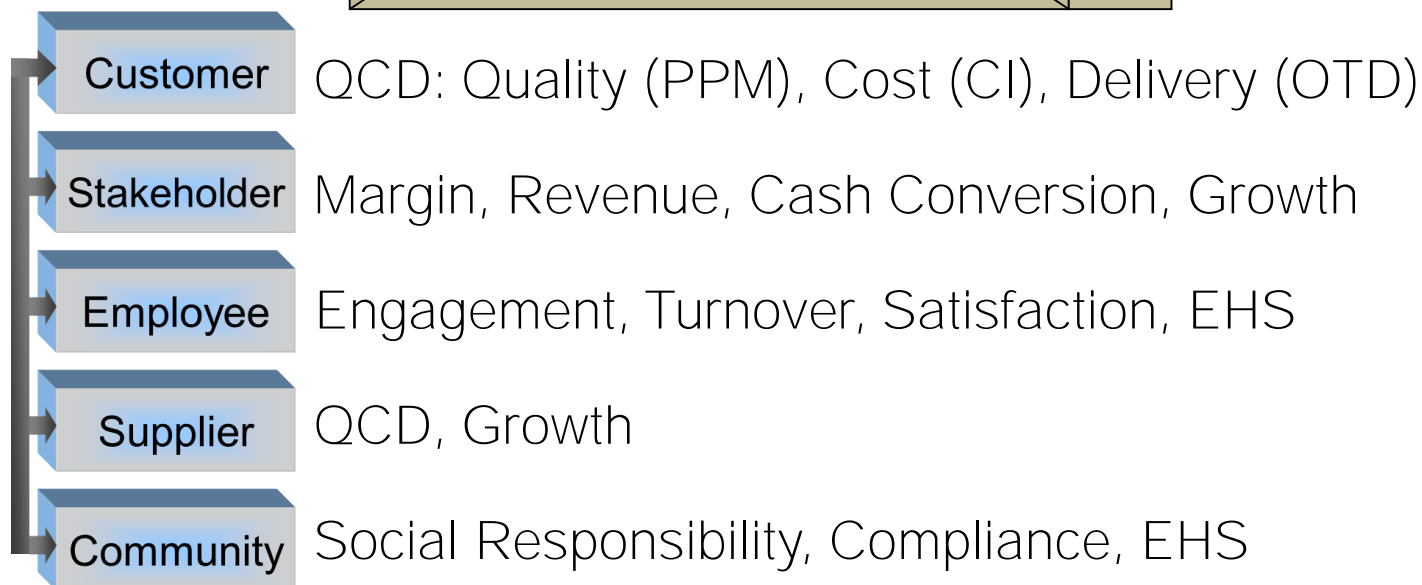 Customer QCD: Quality (PPM), Cost (CI), Delivery (OTD)
Stakeholder Margin, Revenue, Cash Conversion, Growth
Employee Engagement, Turnover, Satisfaction, EHS
Supplier QCD, Growth
Community Social Responsibility, Compliance, EHS